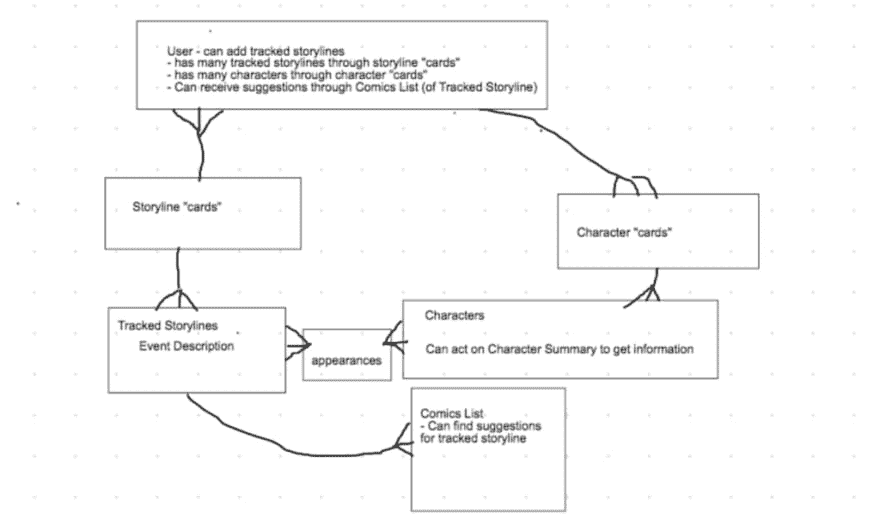 User - can add tracked storylines
- has many tracked storylines through storyline "cards"
- has many characters through character "cards"
- Can receive suggestions through Comics List (of Tracked Storyline)
Storyline "cards"
Character "cards"
Tracked Storylines
Event Description
appearances
Characters
Can act on Character Summary to get information
Comics List
- Can find suggestions
for tracked storyline